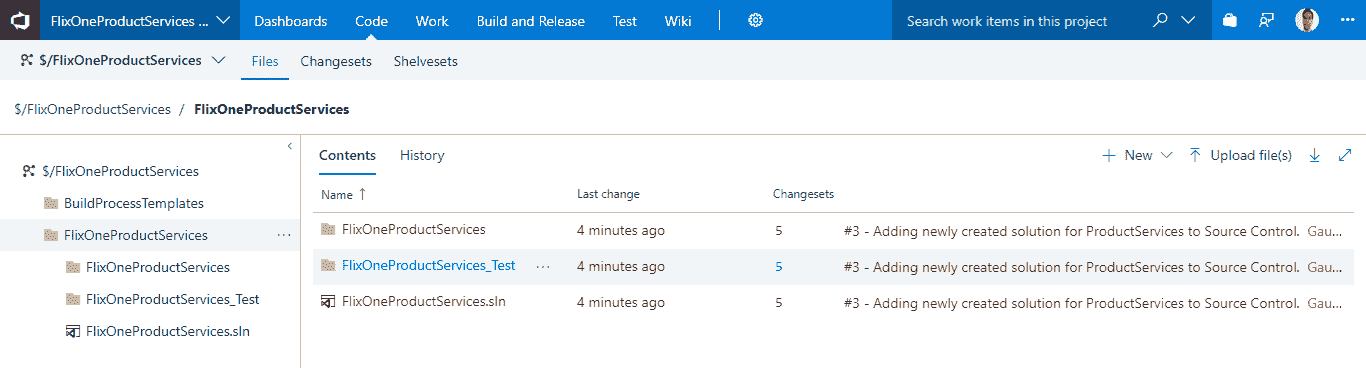 FlixOneProductServices ... Dashboards Code Work Build and Release Test Wiki Search work items in this project ...
$/FlixOneProductServices Files Changesets Shelvesets
$/FlixOneProductServices / FlixOneProductServices
Contents History + New Upload file(s)
$/FlixOneProductServices
Name ↑ Last change Changesets
BuildProcessTemplates
FlixOneProductServices ...
FlixOneProductServices 4 minutes ago 5 #3 - Adding newly created solution for ProductServices to Source Control. Gau...
FlixOneProductServices
FlixOneProductServices_Test ... 4 minutes ago 5 #3 - Adding newly created solution for ProductServices to Source Control. Gau...
FlixOneProductServices_Test
FlixOneProductServices.sln 4 minutes ago 5 #3 - Adding newly created solution for ProductServices to Source Control. Gau...
FlixOneProductServices.sln